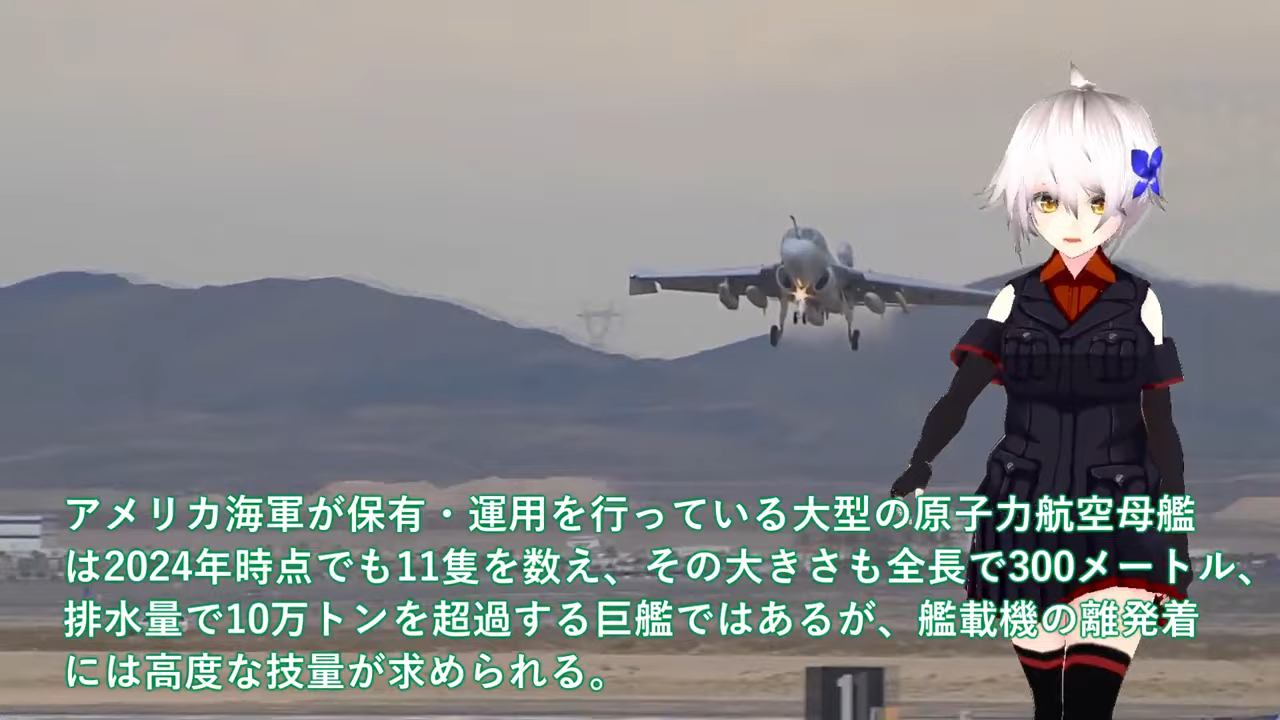 アメリカ海軍が保有・運用を行っている大型の原子力航空母艦
は2024年時点でも11隻を数え、その大きさも全長で300メートル、
排水量で10万トンを超過する巨艦ではあるが、艦載機の離発着
には高度な技量が求められる。
1